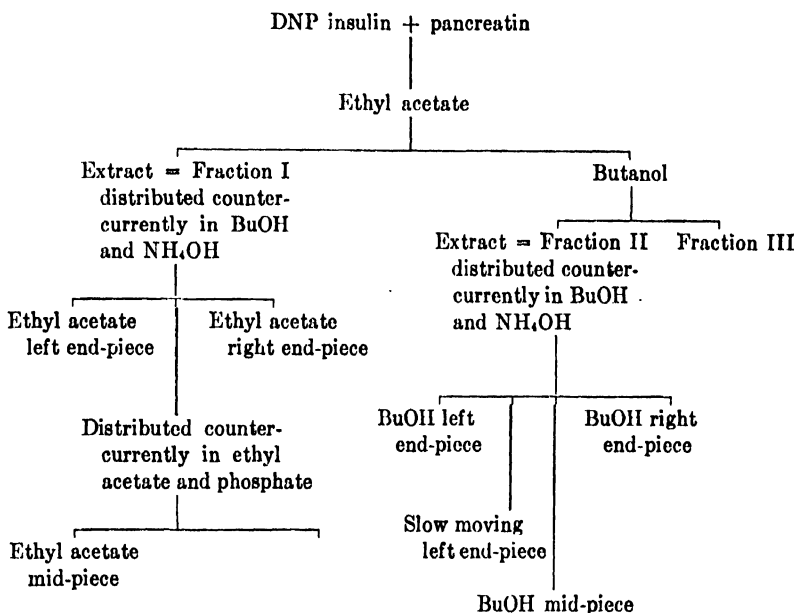 DNP insulin + pancreatin
Ethyl acetate
Extract = Fraction I
distributed counter-
currently in BuOH
and NH₄OH
Butanol
Extract = Fraction II
distributed counter-
currently in BuOH
and NH₄OH
Fraction III
Ethyl acetate
left end-piece
Ethyl acetate
right end-piece
Distributed counter-
currently in ethyl
acetate and phosphate
Ethyl acetate
mid-piece
BuOH left
end-piece
BuOH right
end-piece
Slow moving
left end-piece
BuOH mid-piece